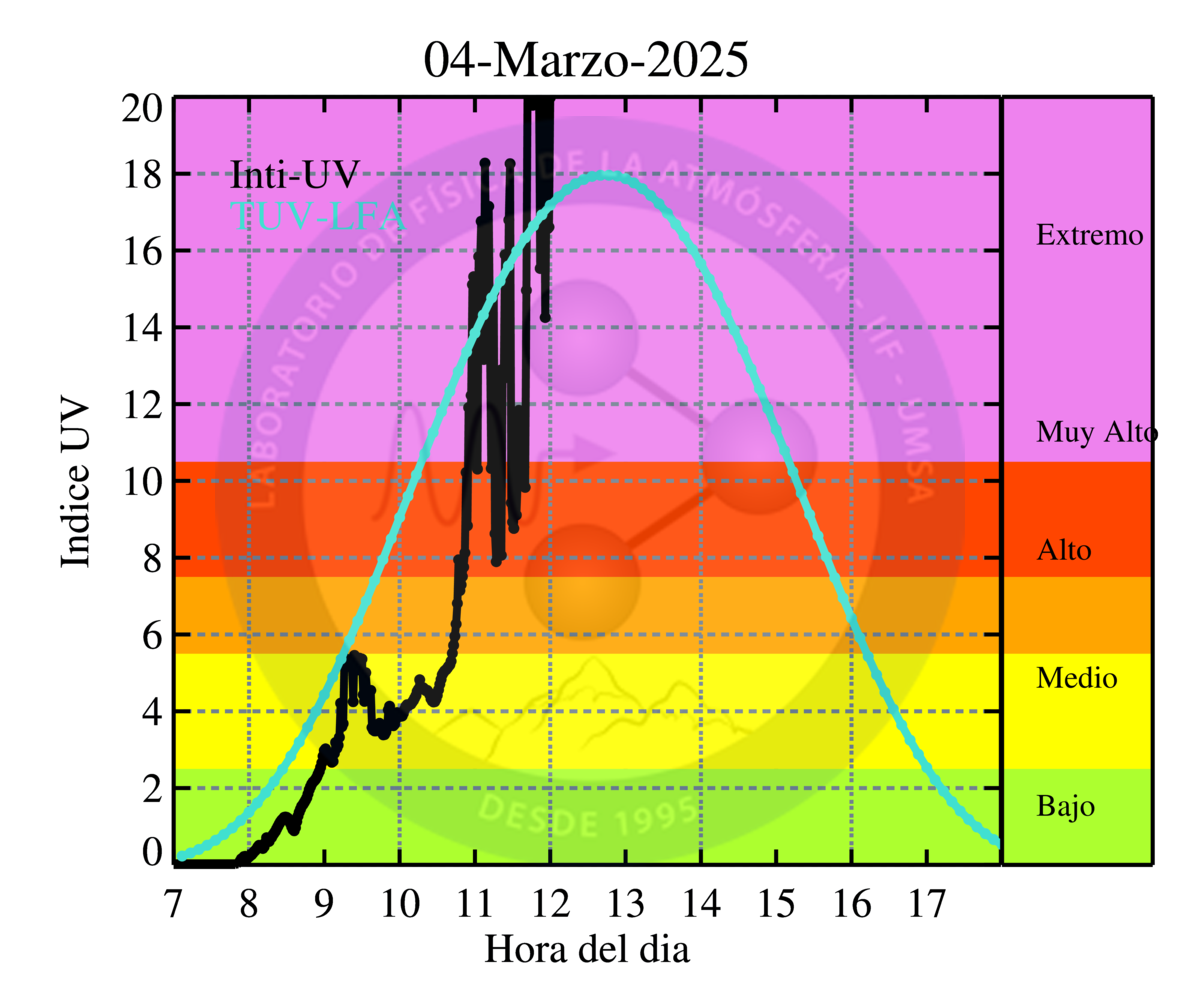 04-Marzo-2025
20
18
16
14
12
10
8
6
4
2
0
Indice UV
Inti-UV
TUV-LFA
LABORATORIO DE FÍSICA DE LA ATMÓSFERA - IIF - UMSA
DESDE 1995
Extremo
Muy Alto
Alto
Medio
Bajo
7 8 9 10 11 12 13 14 15 16 17
Hora del dia